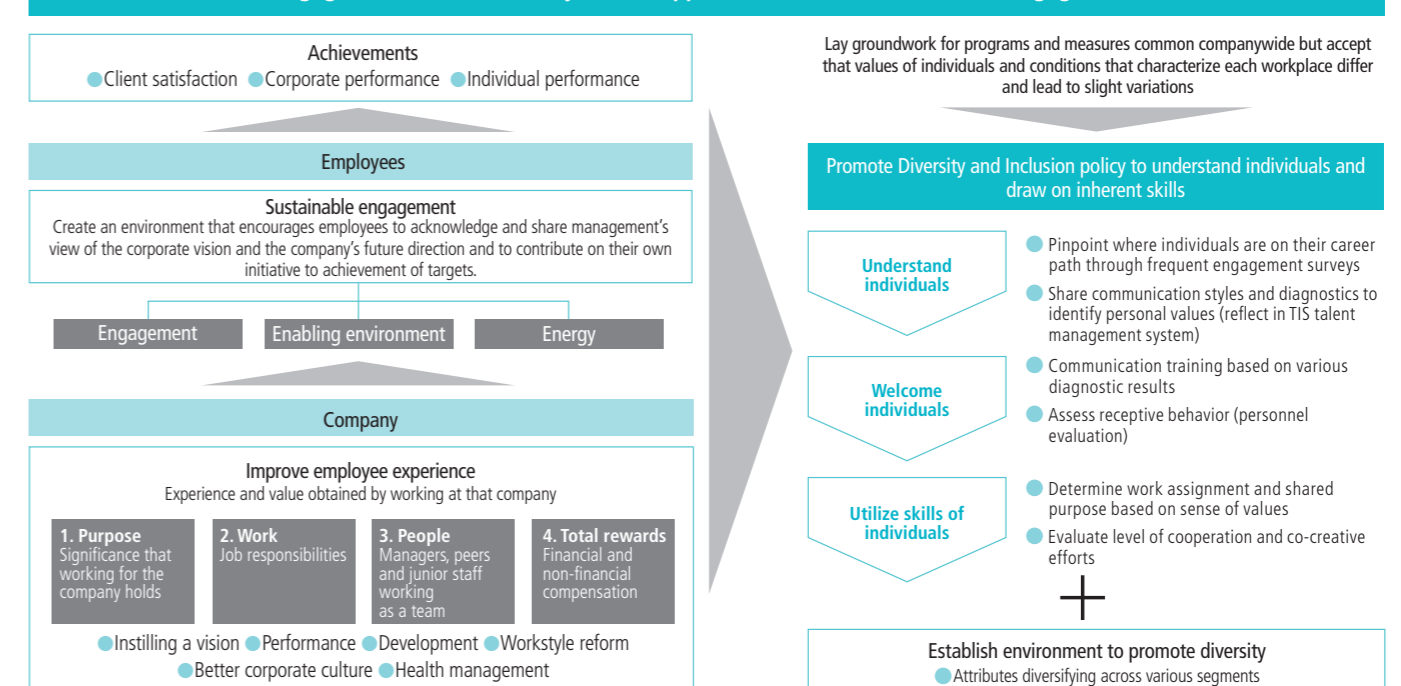 Achievements
●Client satisfaction ●Corporate performance ●Individual performance
Employees
Sustainable engagement
Create an environment that encourages employees to acknowledge and share management's
view of the corporate vision and the company's future direction and to contribute on their own
initiative to achievement of targets.
Engagement
Enabling environment
Energy
Company
Improve employee experience
Experience and value obtained by working at that company
1. Purpose
Significance that
working for the
company holds
2. Work
Job responsibilities
3. People
Managers, peers
and junior staff
working
as a team
4. Total rewards
Financial and
non-financial
compensation
●Instilling a vision ●Performance ●Development ●Workstyle reform
●Better corporate culture ●Health management
Lay groundwork for programs and measures common companywide but accept
that values of individuals and conditions that characterize each workplace differ
and lead to slight variations
Promote Diversity and Inclusion policy to understand individuals and
draw on inherent skills
Understand
individuals
● Pinpoint where individuals are on their career
path through frequent engagement surveys
● Share communication styles and diagnostics to
identify personal values (reflect in TIS talent
management system)
Welcome
individuals
● Communication training based on various
diagnostic results
● Assess receptive behavior (personnel
evaluation)
Utilize skills of
individuals
● Determine work assignment and shared
purpose based on sense of values
● Evaluate level of cooperation and co-creative
efforts
+
Establish environment to promote diversity
●Attributes diversifying across various segments